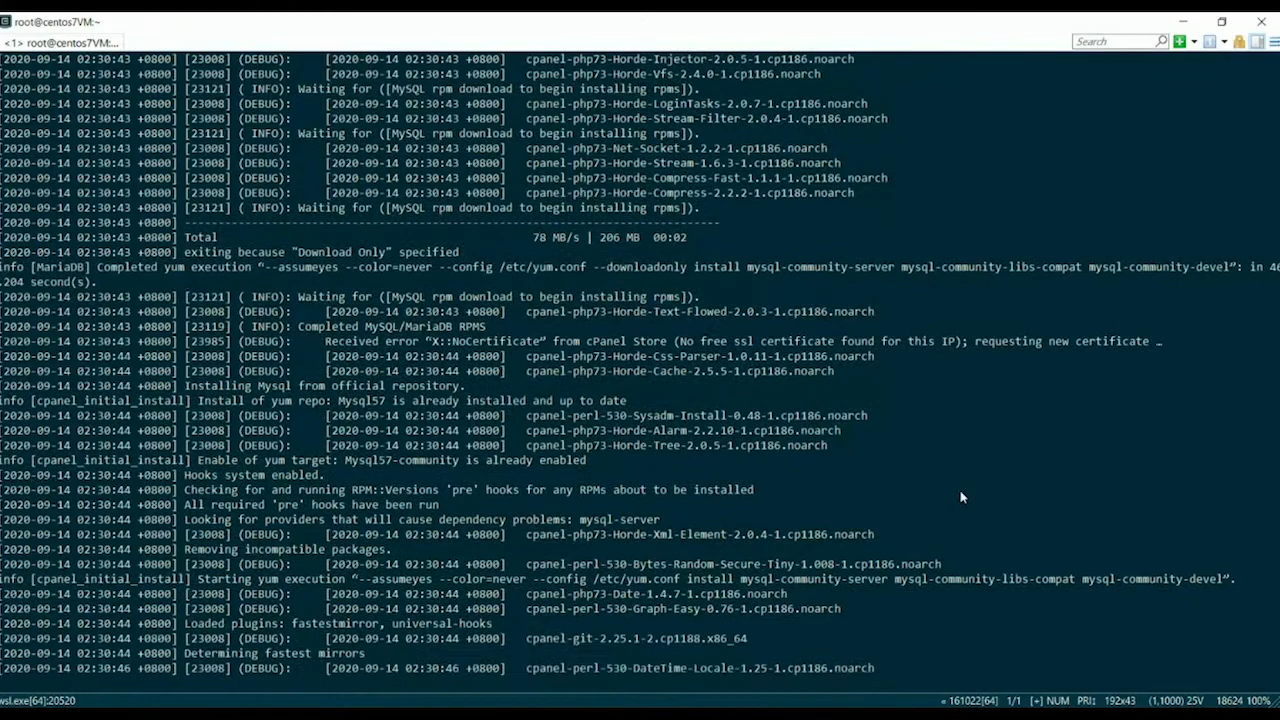 root@centos7VM:~
<1> root@centos7VM:...
Search
[2020-09-14 02:30:43 +0800] [23008] (DEBUG): [2020-09-14 02:30:43 +0800] cpanel-php73-Horde-Injector-2.0.5-1.cp1186.noarch
[2020-09-14 02:30:43 +0800] [23008] (DEBUG): [2020-09-14 02:30:43 +0800] cpanel-php73-Horde-Vfs-2.4.0-1.cp1186.noarch
[2020-09-14 02:30:43 +0800] [23121] ( INFO): Waiting for ([MySQL rpm download to begin installing rpms]).
[2020-09-14 02:30:43 +0800] [23008] (DEBUG): [2020-09-14 02:30:43 +0800] cpanel-php73-Horde-LoginTasks-2.0.7-1.cp1186.noarch
[2020-09-14 02:30:43 +0800] [23008] (DEBUG): [2020-09-14 02:30:43 +0800] cpanel-php73-Horde-Stream-Filter-2.0.4-1.cp1186.noarch
[2020-09-14 02:30:43 +0800] [23121] ( INFO): Waiting for ([MySQL rpm download to begin installing rpms]).
[2020-09-14 02:30:43 +0800] [23008] (DEBUG): [2020-09-14 02:30:43 +0800] cpanel-php73-Net-Socket-1.2.2-1.cp1186.noarch
[2020-09-14 02:30:43 +0800] [23008] (DEBUG): [2020-09-14 02:30:43 +0800] cpanel-php73-Horde-Stream-1.6.3-1.cp1186.noarch
[2020-09-14 02:30:43 +0800] [23008] (DEBUG): [2020-09-14 02:30:43 +0800] cpanel-php73-Horde-Compress-Fast-1.1.1-1.cp1186.noarch
[2020-09-14 02:30:43 +0800] [23008] (DEBUG): [2020-09-14 02:30:43 +0800] cpanel-php73-Horde-Compress-2.2.2-1.cp1186.noarch
[2020-09-14 02:30:43 +0800] [23121] ( INFO): Waiting for ([MySQL rpm download to begin installing rpms]).
[2020-09-14 02:30:43 +0800] --------------------------------------------------------------------------------
[2020-09-14 02:30:43 +0800] Total 78 MB/s | 206 MB 00:02
[2020-09-14 02:30:43 +0800] exiting because "Download Only" specified
info [MariaDB] Completed yum execution “--assumeyes --color=never --config /etc/yum.conf --downloadonly install mysql-community-server mysql-community-libs-compat mysql-community-devel”: in 46
.204 second(s).
[2020-09-14 02:30:43 +0800] [23121] ( INFO): Waiting for ([MySQL rpm download to begin installing rpms]).
[2020-09-14 02:30:43 +0800] [23008] (DEBUG): [2020-09-14 02:30:43 +0800] cpanel-php73-Horde-Text-Flowed-2.0.3-1.cp1186.noarch
[2020-09-14 02:30:43 +0800] [23119] ( INFO): Completed MySQL/MariaDB RPMS
[2020-09-14 02:30:43 +0800] [23985] Received error “X::NoCertificate” from cPanel Store (No free ssl certificate found for this IP); requesting new certificate …
[2020-09-14 02:30:44 +0800] [23008] (DEBUG): [2020-09-14 02:30:44 +0800] cpanel-php73-Horde-Css-Parser-1.0.11-1.cp1186.noarch
[2020-09-14 02:30:44 +0800] [23008] (DEBUG): [2020-09-14 02:30:44 +0800] cpanel-php73-Horde-Cache-2.5.5-1.cp1186.noarch
[2020-09-14 02:30:44 +0800] Installing Mysql from official repository.
info [cpanel_initial_install] Install of yum repo: Mysql57 is already installed and up to date
[2020-09-14 02:30:44 +0800] [23008] (DEBUG): [2020-09-14 02:30:44 +0800] cpanel-perl-530-Sysadm-Install-0.48-1.cp1186.noarch
[2020-09-14 02:30:44 +0800] [23008] (DEBUG): [2020-09-14 02:30:44 +0800] cpanel-php73-Horde-Alarm-2.2.10-1.cp1186.noarch
[2020-09-14 02:30:44 +0800] [23008] (DEBUG): [2020-09-14 02:30:44 +0800] cpanel-php73-Horde-Tree-2.0.5-1.cp1186.noarch
info [cpanel_initial_install] Enable of yum target: Mysql57-community is already enabled
[2020-09-14 02:30:44 +0800] Hooks system enabled.
[2020-09-14 02:30:44 +0800] Checking for and running RPM::Versions 'pre' hooks for any RPMs about to be installed
[2020-09-14 02:30:44 +0800] All required 'pre' hooks have been run
[2020-09-14 02:30:44 +0800] Looking for providers that will cause dependency problems: mysql-server
[2020-09-14 02:30:44 +0800] [23008] (DEBUG): [2020-09-14 02:30:44 +0800] cpanel-php73-Horde-Xml-Element-2.0.4-1.cp1186.noarch
[2020-09-14 02:30:44 +0800] Removing incompatible packages.
[2020-09-14 02:30:44 +0800] [23008] (DEBUG): [2020-09-14 02:30:44 +0800] cpanel-perl-530-Bytes-Random-Secure-Tiny-1.008-1.cp1186.noarch
info [cpanel_initial_install] Starting yum execution “--assumeyes --color=never --config /etc/yum.conf install mysql-community-server mysql-community-libs-compat mysql-community-devel”.
[2020-09-14 02:30:44 +0800] [23008] (DEBUG): [2020-09-14 02:30:44 +0800] cpanel-php73-Date-1.4.7-1.cp1186.noarch
[2020-09-14 02:30:44 +0800] [23008] (DEBUG): [2020-09-14 02:30:44 +0800] cpanel-perl-530-Graph-Easy-0.76-1.cp1186.noarch
[2020-09-14 02:30:44 +0800] Loaded plugins: fastestmirror, universal-hooks
[2020-09-14 02:30:44 +0800] [23008] (DEBUG): [2020-09-14 02:30:44 +0800] cpanel-git-2.25.1-2.cp1188.x86_64
[2020-09-14 02:30:44 +0800] Determining fastest mirrors
[2020-09-14 02:30:46 +0800] [23008] (DEBUG): [2020-09-14 02:30:46 +0800] cpanel-perl-530-DateTime-Locale-1.25-1.cp1186.noarch
wsl.exe[64]:20520
« 161022[64] 1/1 [+] NUM PRI↕ 192x43 (1,1000) 25V 18624 100%